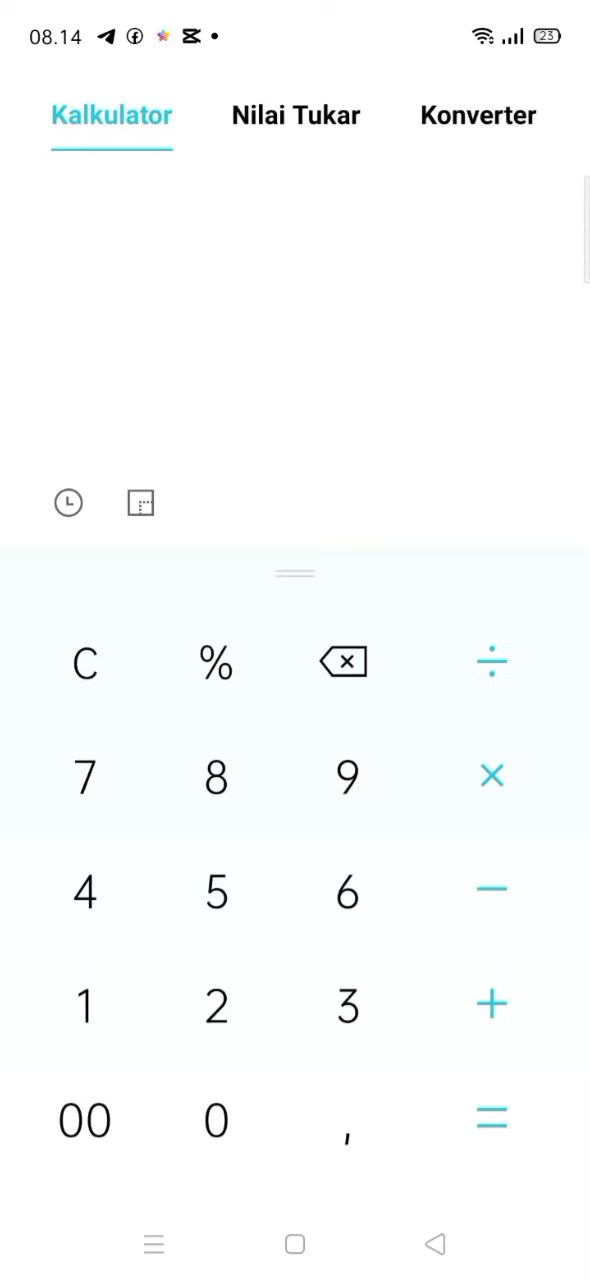 08.14 23
Kalkulator Nilai Tukar Konverter
C % ÷
7 8 9 ×
4 5 6 −
1 2 3 +
00 0 , =